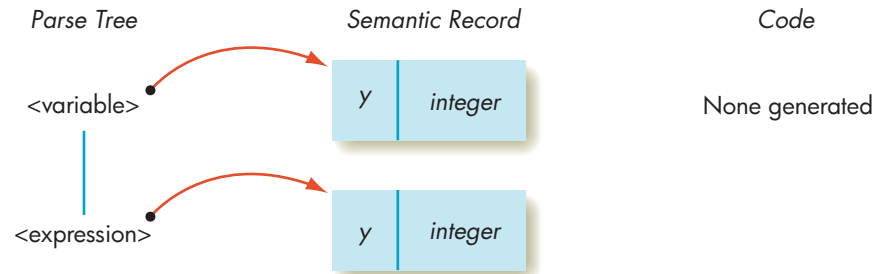 Parse Tree Semantic Record Code
<variable> y integer None generated
<expression> y integer